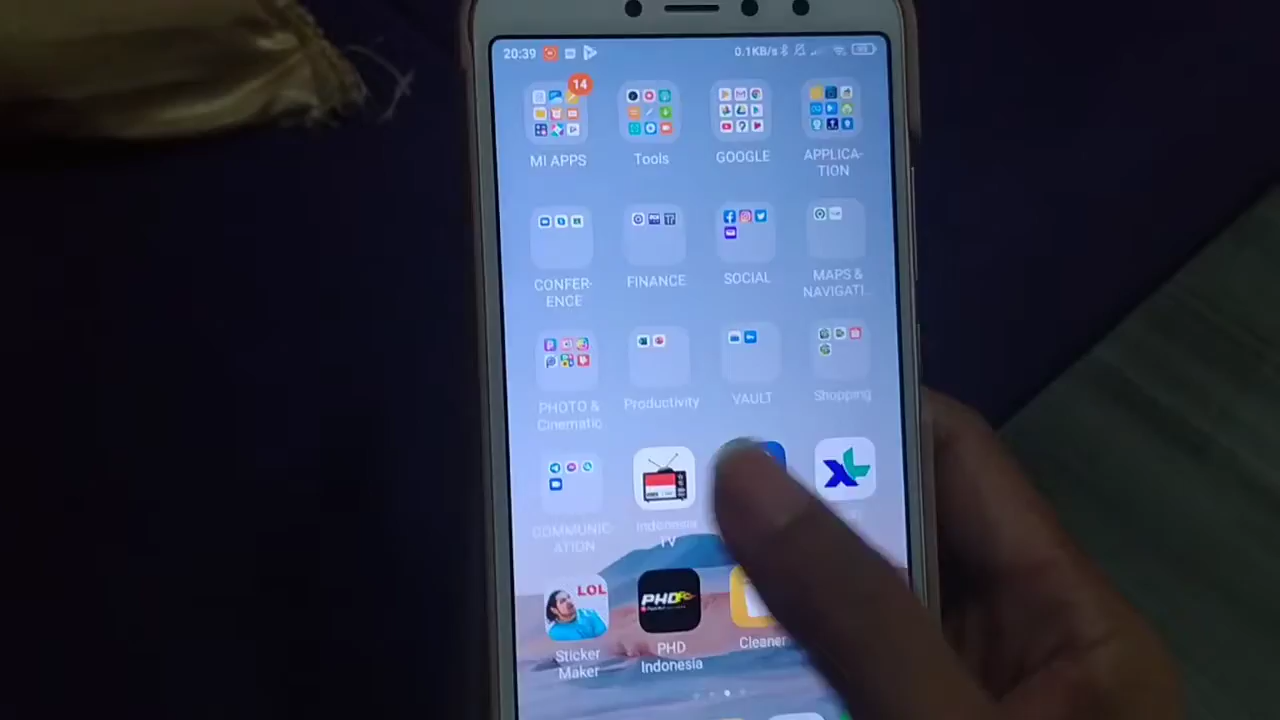 20:39
0.1KB/s
14
MI APPS
Tools
GOOGLE
APPLICA-
TION
CONFER-
ENCE
FINANCE
SOCIAL
MAPS &
NAVIGATI...
PHOTO &
Cinematic
Productivity
VAULT
Shopping
COMMUNIC
ATION
Indonesia
TV
LOL
PHD
Sticker
Maker
PHD
Indonesia
Cleaner